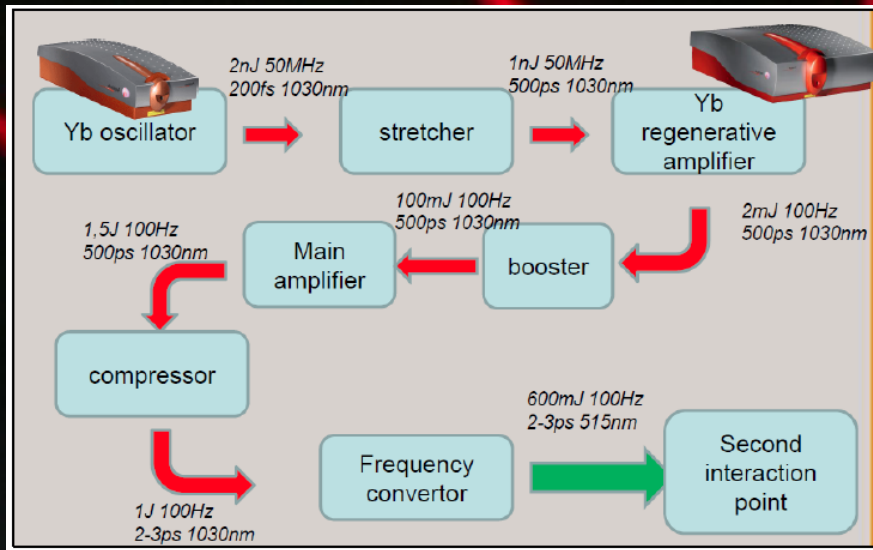 2nJ 50MHz
200fs 1030nm
1nJ 50MHz
500ps 1030nm
Yb oscillator
stretcher
Yb
regenerative
amplifier
2mJ 100Hz
500ps 1030nm
100mJ 100Hz
500ps 1030nm
1,5J 100Hz
500ps 1030nm
booster
Main
amplifier
compressor
1J 100Hz
2-3ps 1030nm
Frequency
convertor
600mJ 100Hz
2-3ps 515nm
Second
interaction
point